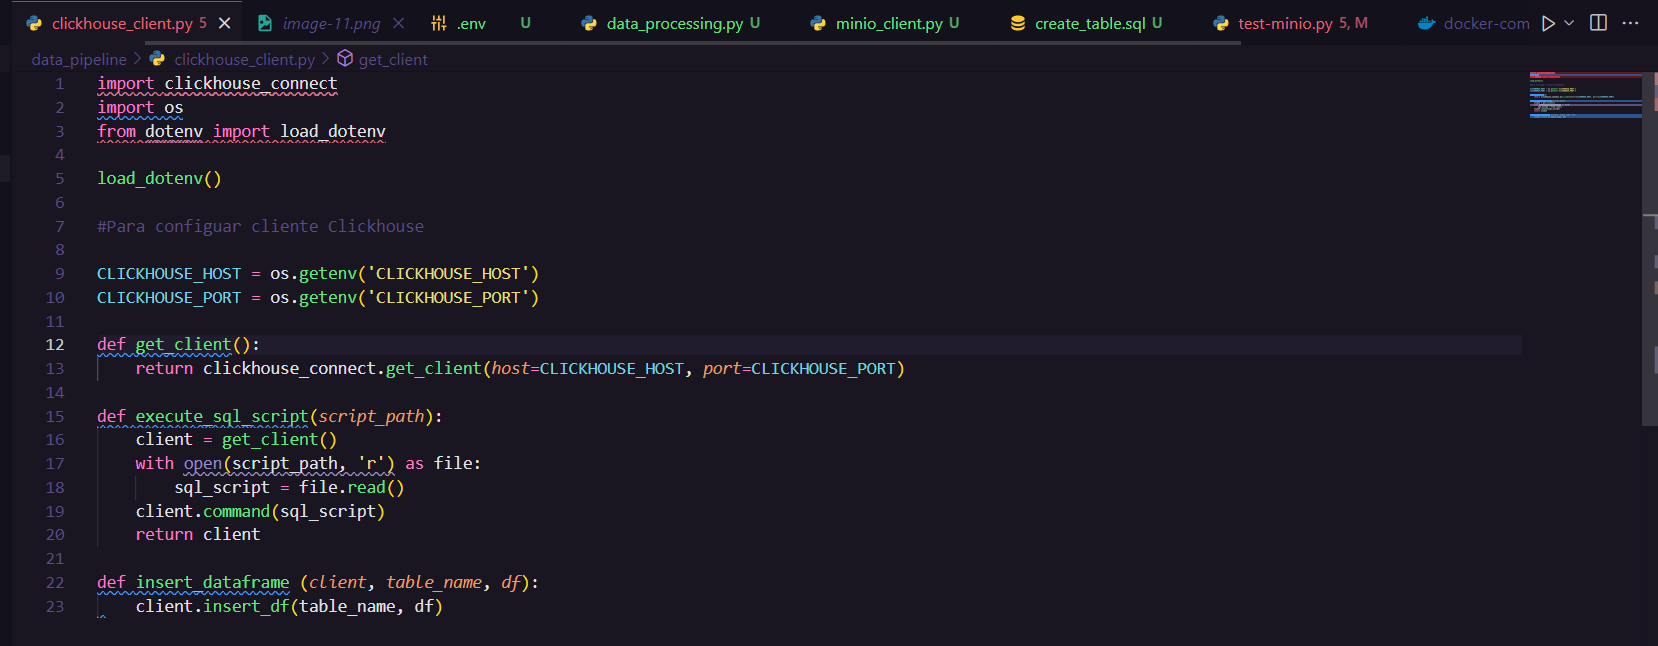 clickhouse_client.py 5 image-11.png .env U data_processing.py U minio_client.py U create_table.sql U test-minio.py 5, M docker-com
data_pipeline > clickhouse_client.py > get_client
1 import clickhouse_connect
2 import os
3 from dotenv import load_dotenv
4
5 load_dotenv()
6
7 #Para configuar cliente Clickhouse
8
9 CLICKHOUSE_HOST = os.getenv('CLICKHOUSE_HOST')
10 CLICKHOUSE_PORT = os.getenv('CLICKHOUSE_PORT')
11
12 def get_client():
13 return clickhouse_connect.get_client(host=CLICKHOUSE_HOST, port=CLICKHOUSE_PORT)
14
15 def execute_sql_script(script_path):
16 client = get_client()
17 with open(script_path, 'r') as file:
18 sql_script = file.read()
19 client.command(sql_script)
20 return client
21
22 def insert_dataframe (client, table_name, df):
23 client.insert_df(table_name, df)